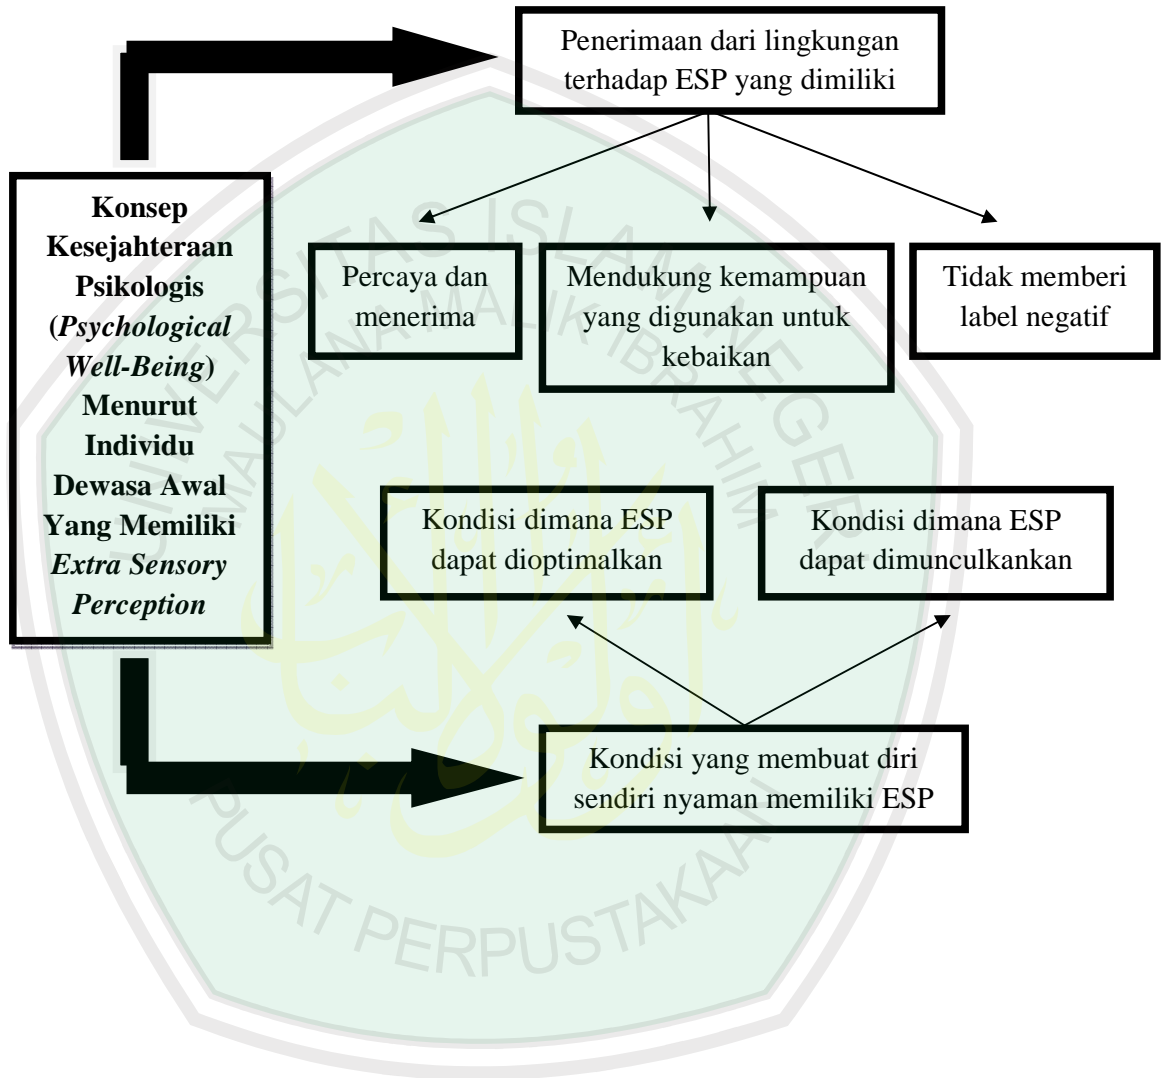 Penerimaan dari lingkungan
terhadap ESP yang dimiliki
Konsep
Kesejahteraan
Psikologis
(Psychological
Well-Being)
Menurut
Individu
Dewasa Awal
Yang Memiliki
Extra Sensory
Perception
Percaya dan
menerima
Mendukung kemampuan
yang digunakan untuk
kebaikan
Tidak memberi
label negatif
Kondisi dimana ESP
dapat dioptimalkan
Kondisi dimana ESP
dapat dimunculkankan
Kondisi yang membuat diri
sendiri nyaman memiliki ESP
UNIVERSITAS ISLAM NEGERI
MAULANA MALIK IBRAHIM
PUSAT PERPUSTAKAAN